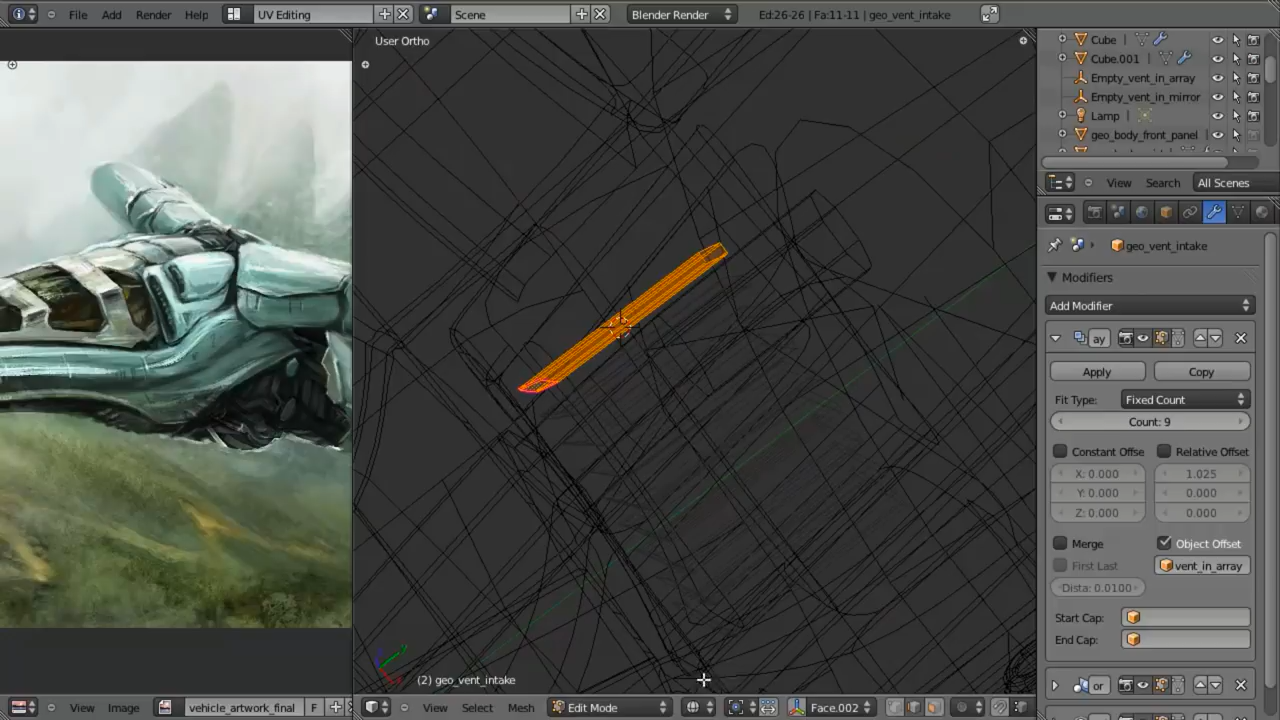 File Add Render Help UV Editing Scene Blender Render Ed:26-26 | Fa:11-11 | geo_vent_intake
User Ortho
Cube
Cube.001
Empty_vent_in_array
Empty_vent_in_mirror
Lamp
geo_body_front_panel
View Search All Scenes
geo_vent_intake
Modifiers
Add Modifier
ay
Apply Copy
Fit Type: Fixed Count
Count: 9
Constant Offse Relative Offset
X: 0.000 1.025
Y: 0.000 0.000
Z: 0.000 0.000
Merge Object Offset
First Last vent_in_array
Dista: 0.0100
Start Cap:
End Cap:
or
(2) geo_vent_intake
View Image vehicle_artwork_final F View Select Mesh Edit Mode Face.002